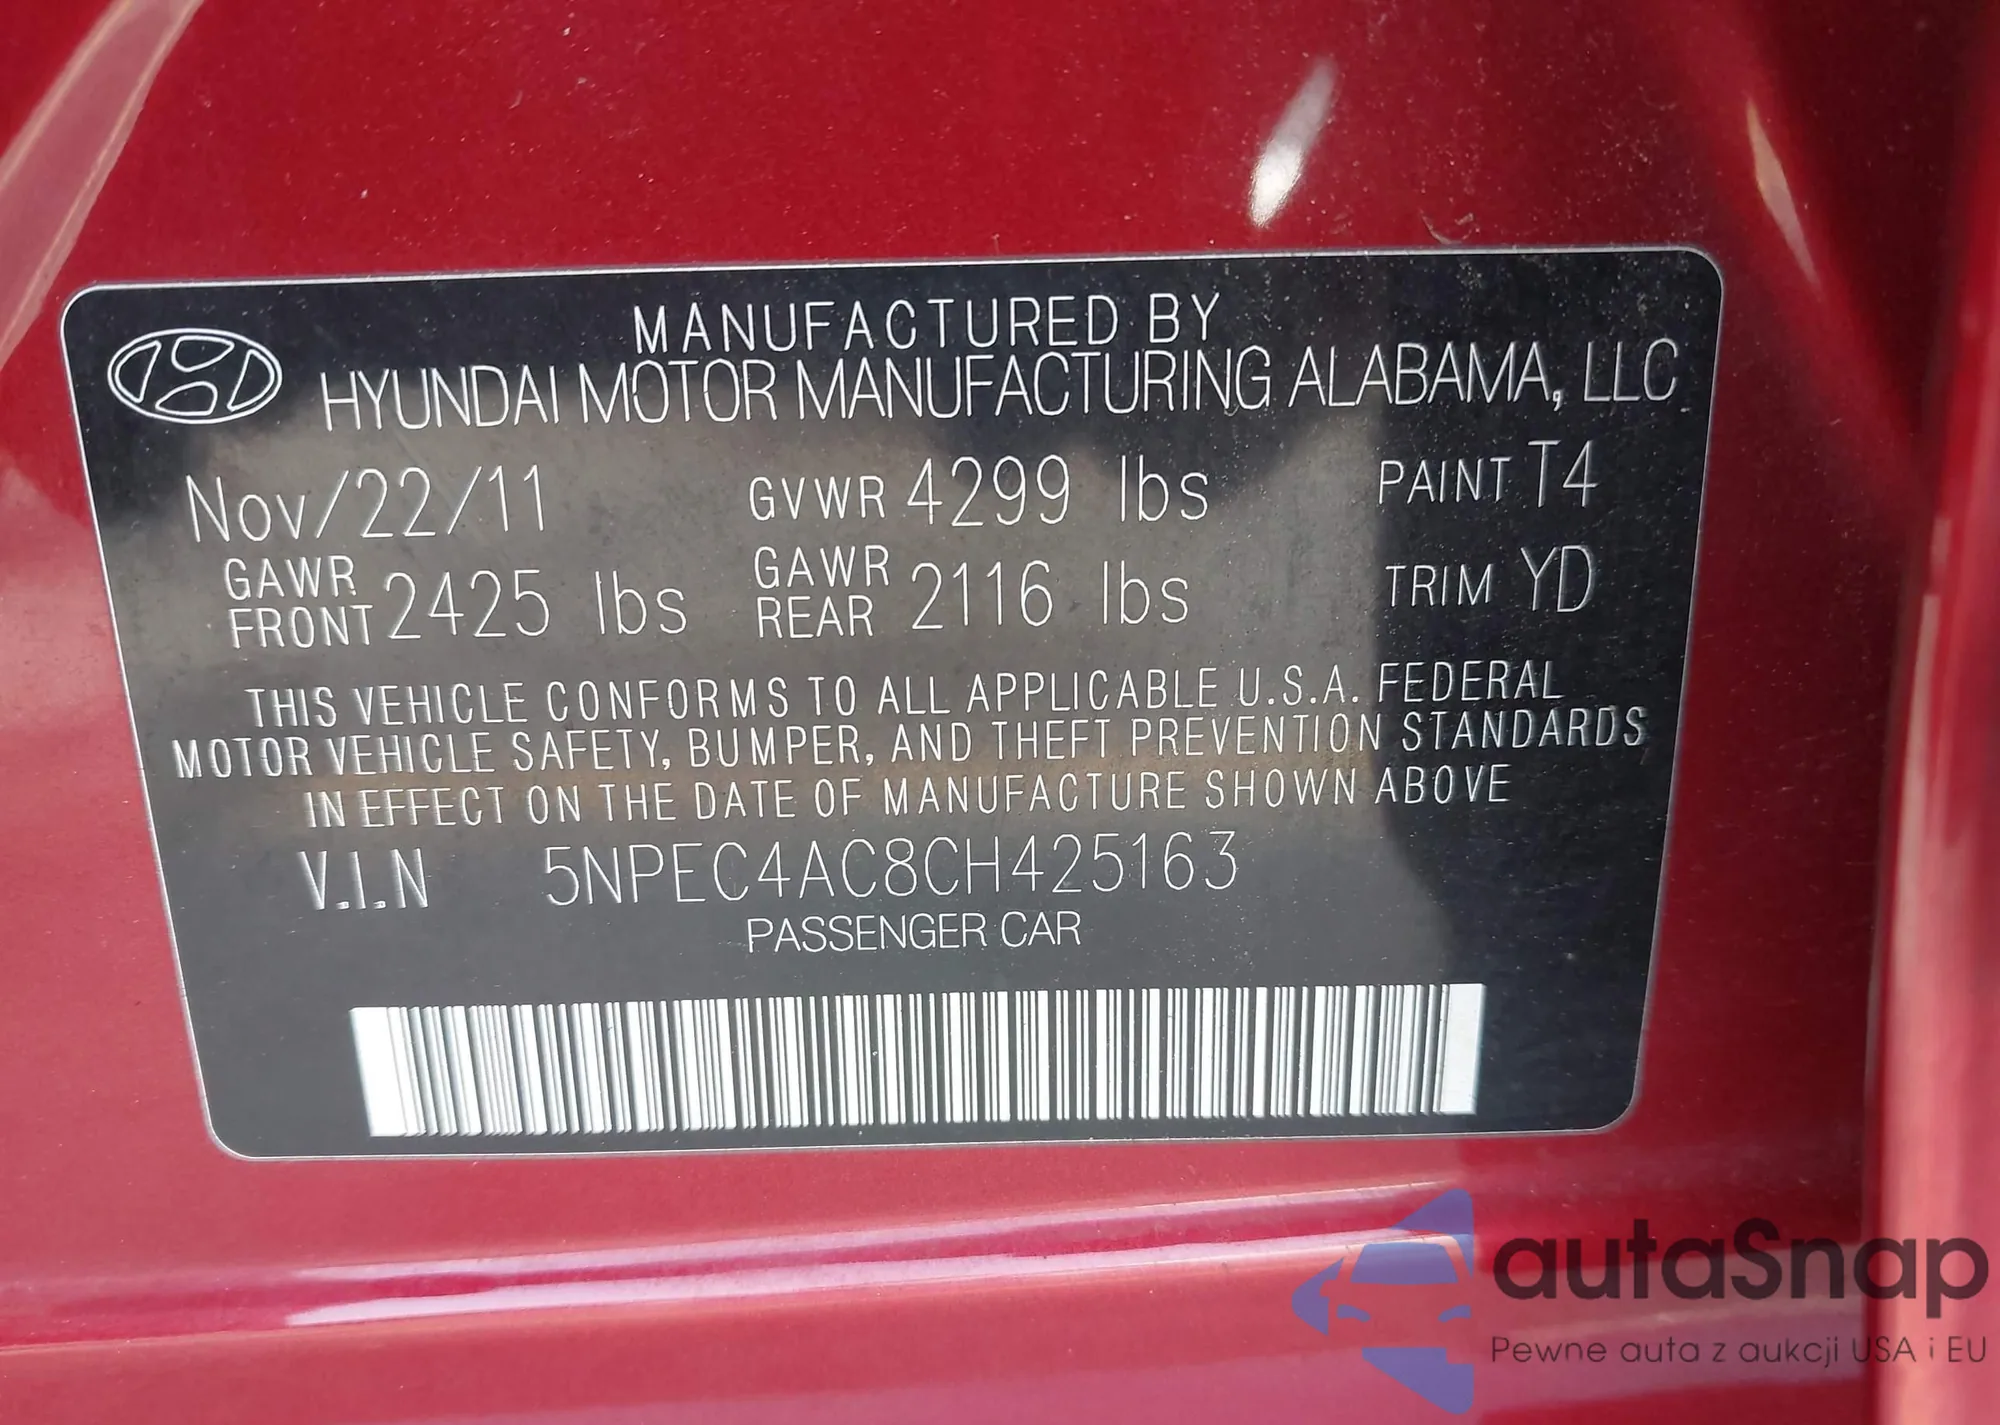 MANUFACTURED BY
HYUNDAI MOTOR MANUFACTURING ALABAMA, LLC
Nov/22/11 GVWR 4299 lbs PAINT T4
GAWR FRONT 2425 lbs GAWR REAR 2116 lbs TRIM YD
THIS VEHICLE CONFORMS TO ALL APPLICABLE U.S.A. FEDERAL
MOTOR VEHICLE SAFETY, BUMPER, AND THEFT PREVENTION STANDARDS
IN EFFECT ON THE DATE OF MANUFACTURE SHOWN ABOVE
V.I.N 5NPEC4AC8CH425163
PASSENGER CAR
autaSnap
Pewne auta z aukcji USA i EU